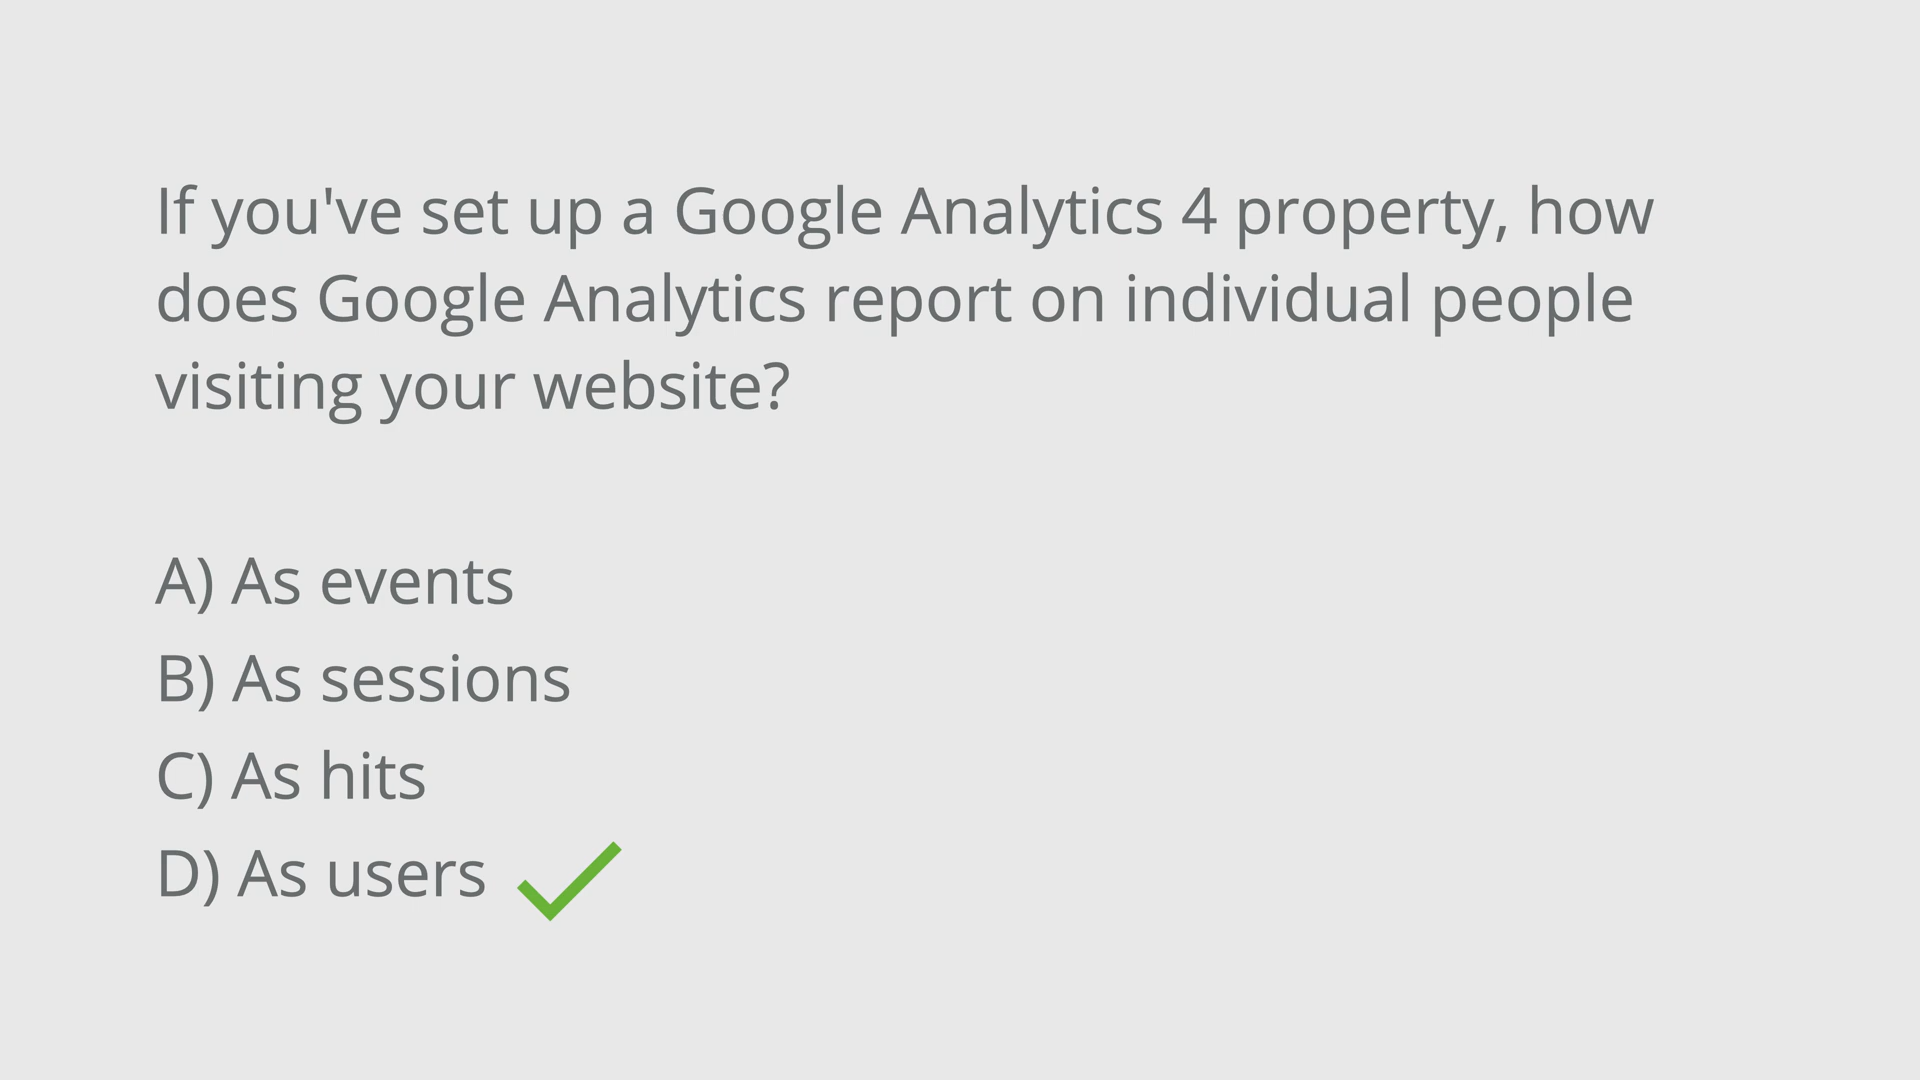 If you've set up a Google Analytics 4 property, how
does Google Analytics report on individual people
visiting your website?
A) As events
B) As sessions
C) As hits
D) As users